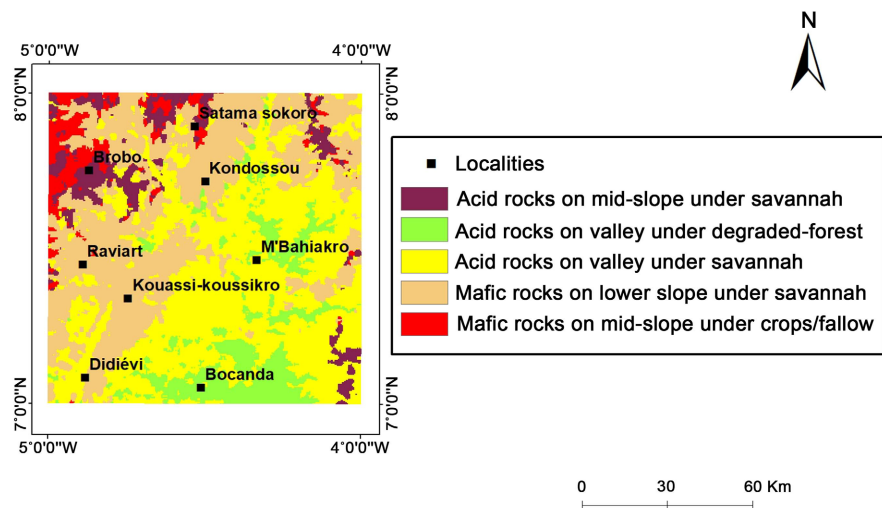 N
5°0'0"W 4°0'0"W
8°0'0"N 8°0'0"N
Satama sokoro
Brobo
Kondossou
M'Bahiakro
Raviart
Kouassi-koussikro
Didiévi
Bocanda
7°0'0"N 7°0'0"N
5°0'0"W 4°0'0"W
Localities
Acid rocks on mid-slope under savannah
Acid rocks on valley under degraded-forest
Acid rocks on valley under savannah
Mafic rocks on lower slope under savannah
Mafic rocks on mid-slope under crops/fallow
0 30 60 Km